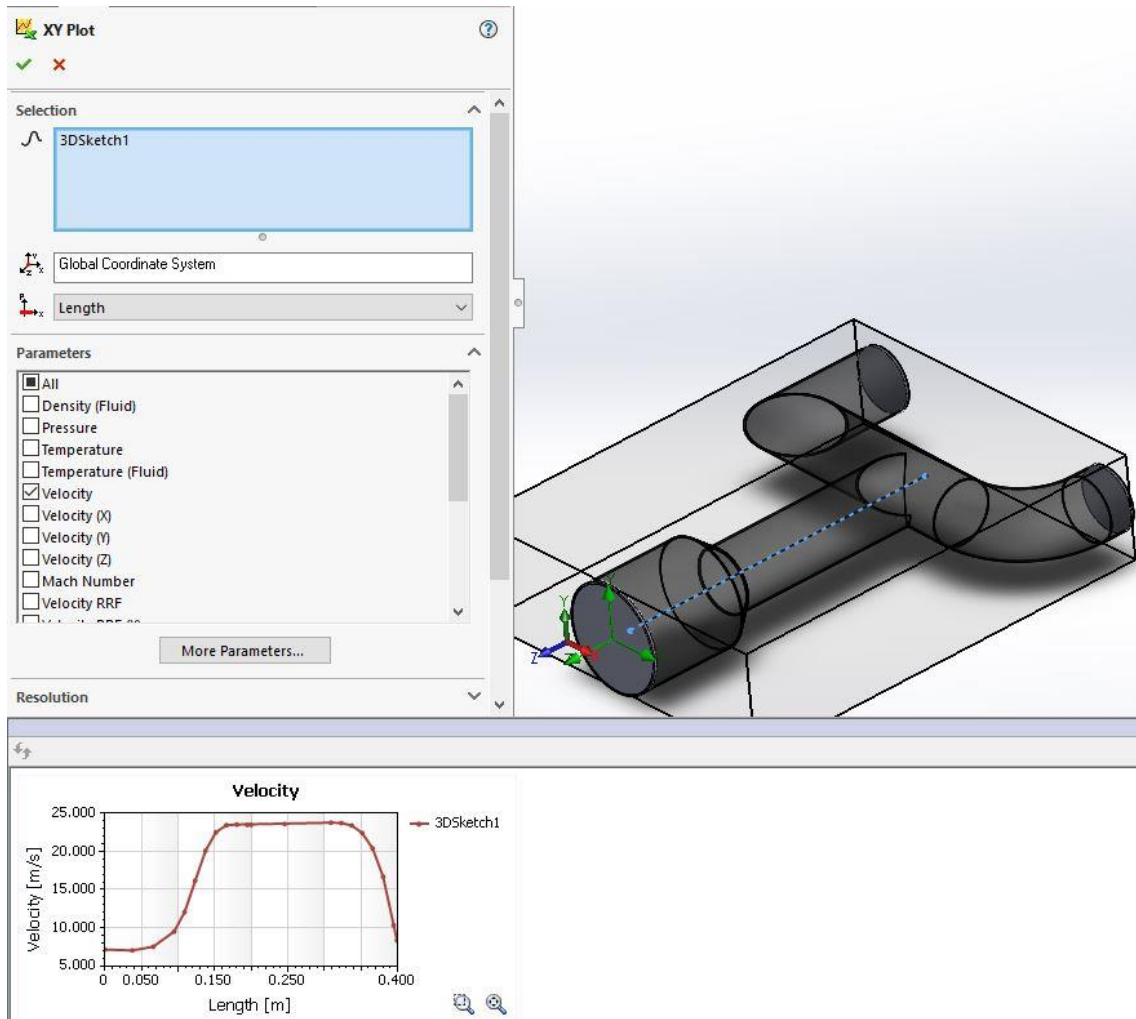 XY Plot
Selection
3DSketch1
Global Coordinate System
Length
Parameters
All
Density (Fluid)
Pressure
Temperature
Temperature (Fluid)
Velocity
Velocity (X)
Velocity (Y)
Velocity (Z)
Mach Number
Velocity RRF
More Parameters...
Resolution
Y
Z
Velocity
25.000
20.000
15.000
10.000
5.000
Velocity [m/s]
0 0.050 0.150 0.250 0.400
Length [m]
3DSketch1